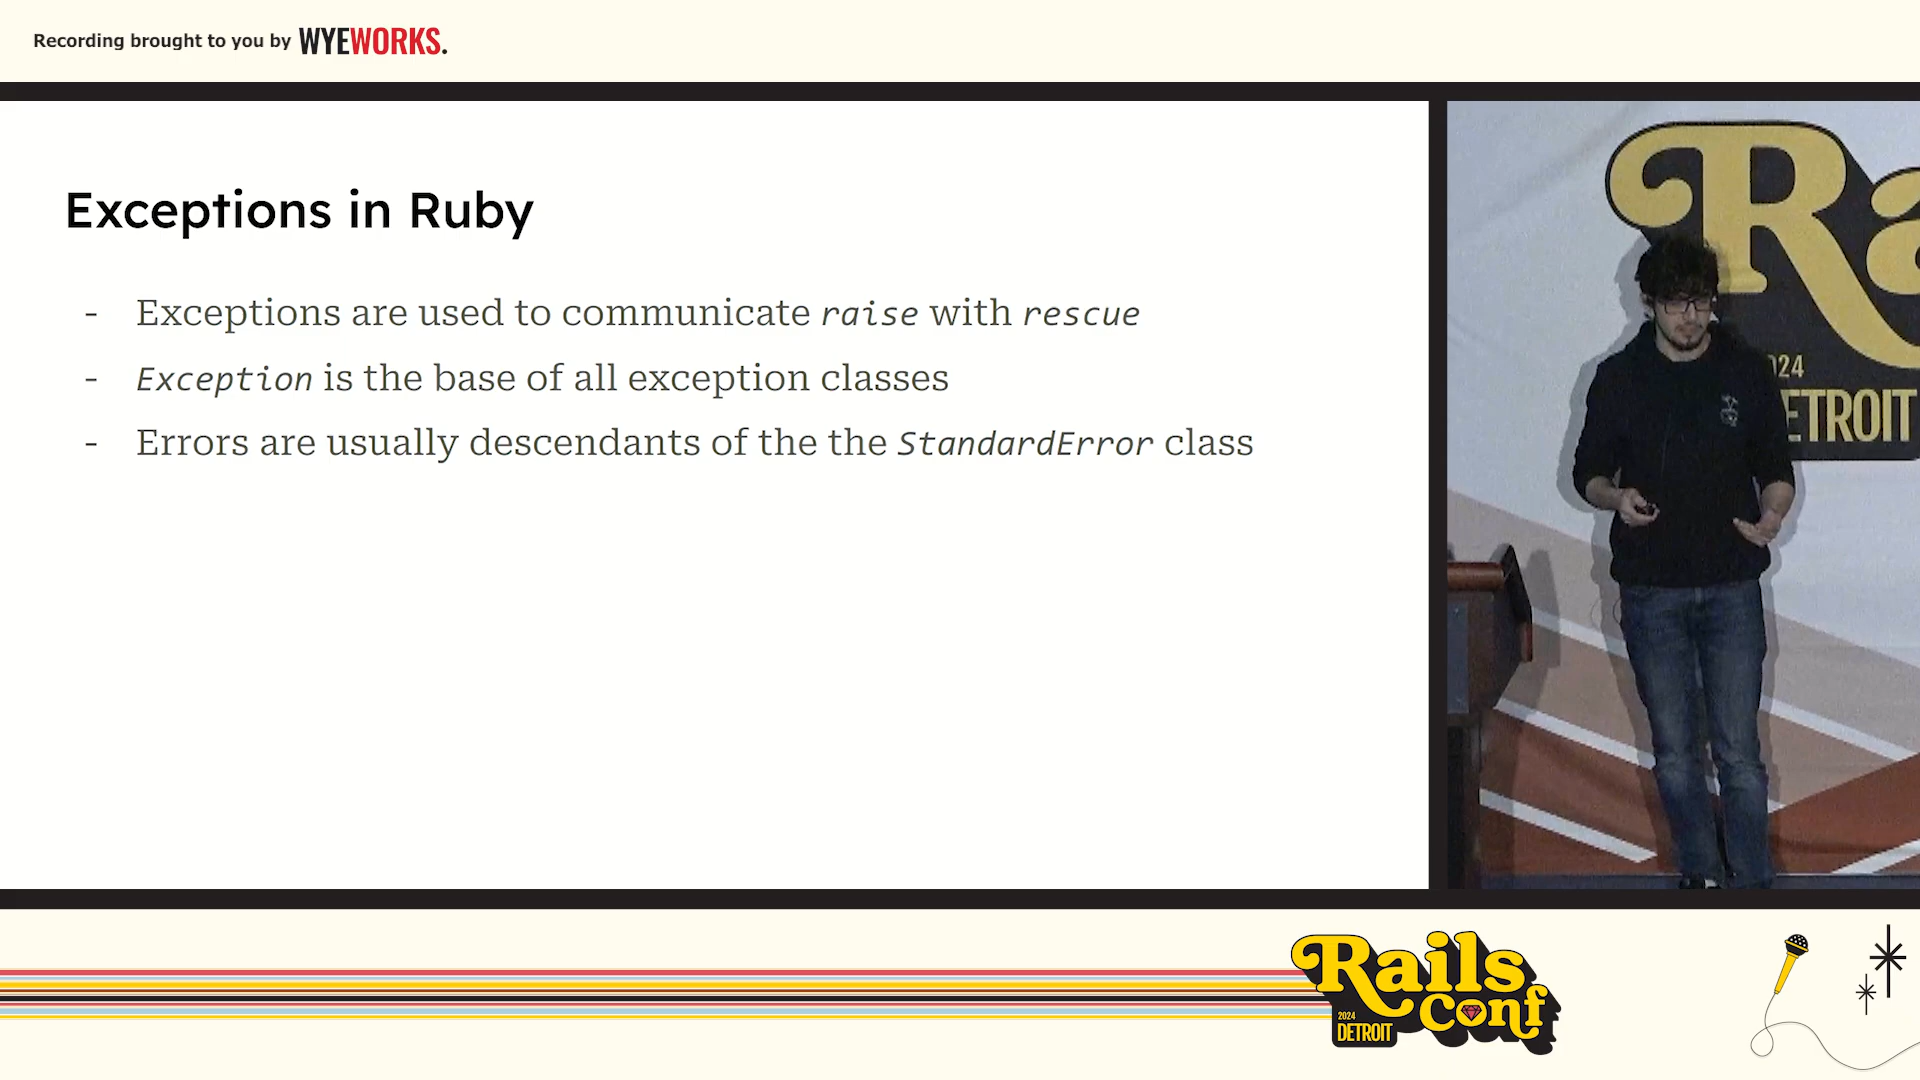 Recording brought to you by WYEWORKS.
Exceptions in Ruby
- Exceptions are used to communicate raise with rescue
- Exception is the base of all exception classes
- Errors are usually descendants of the the StandardError class
Ra
024
ETROIT
Rails
Conf
2024
DETROIT